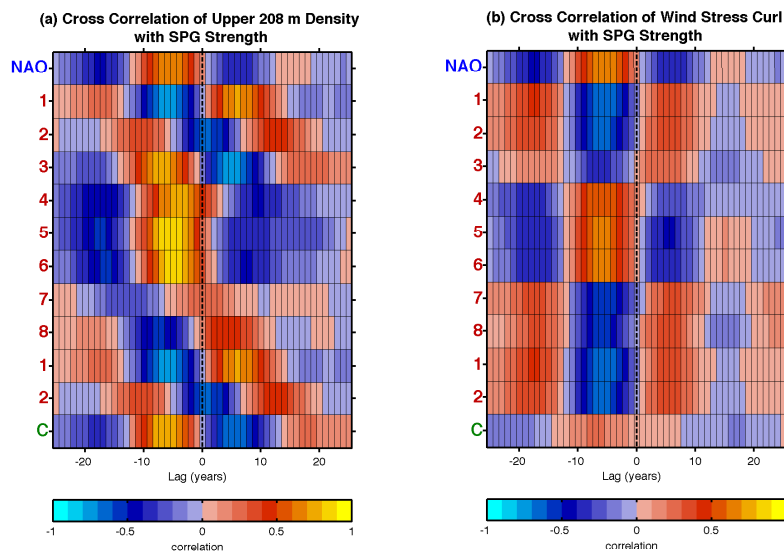 (a) Cross Correlation of Upper 208 m Density
with SPG Strength
NAO
1
2
3
4
5
6
7
8
1
2
C
-20 -10 0 10 20
Lag (years)
-1 -0.5 0 0.5 1
correlation
(b) Cross Correlation of Wind Stress Curl
with SPG Strength
NAO
1
2
3
4
5
6
7
8
1
2
C
-20 -10 0 10 20
Lag (years)
-1 -0.5 0 0.5
correlation